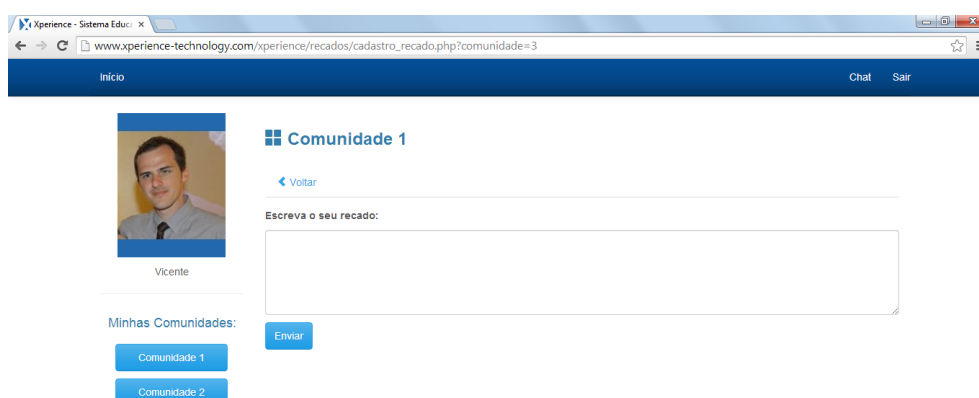 Xperience - Sistema Educa
www.xperience-technology.com/xperience/recados/cadastro_recado.php?comunidade=3
Início
Chat Sair
Comunidade 1
Voltar
Escreva o seu recado:
Vicente
Minhas Comunidades:
Enviar
Comunidade 1
Comunidade 2